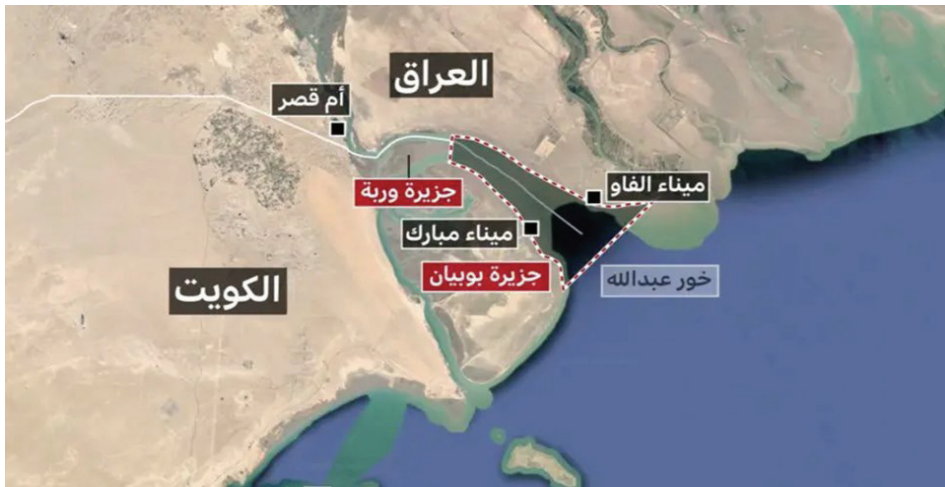 العراق
أم قصر
ميناء الفاو
جزيرة وربة
ميناء مبارك
جزيرة بوبيان
خور عبدالله
الكويت